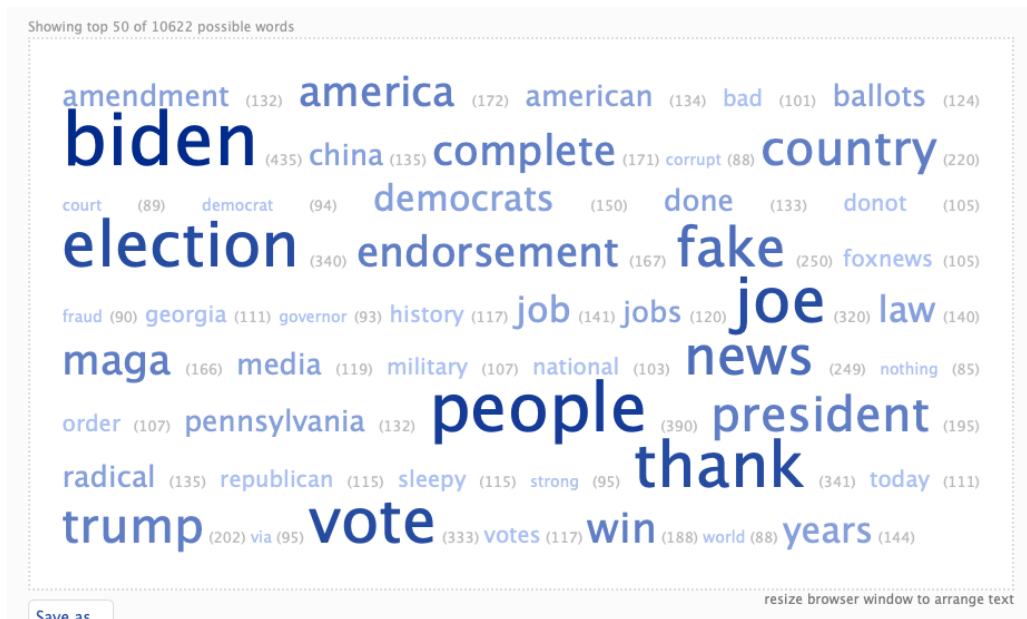 Showing top 50 of 10622 possible words
amendment (132) america (172) american (134) bad (101) ballots (124)
biden (435) china (135) complete (171) corrupt (88) country (220)
court (89) democrat (94) democrats (150) done (133) donot (105)
election (340) endorsement (167) fake (250) foxnews (105)
fraud (90) georgia (111) governor (93) history (117) job (141) jobs (120) joe (320) law (140)
maga (166) media (119) military (107) national (103) news (249) nothing (85)
order (107) pennsylvania (132) people (390) president (195)
radical (135) republican (115) sleepy (115) strong (95) thank (341) today (111)
trump (202) via (95) vote (333) votes (117) win (188) world (88) years (144)
resize browser window to arrange text
Save as